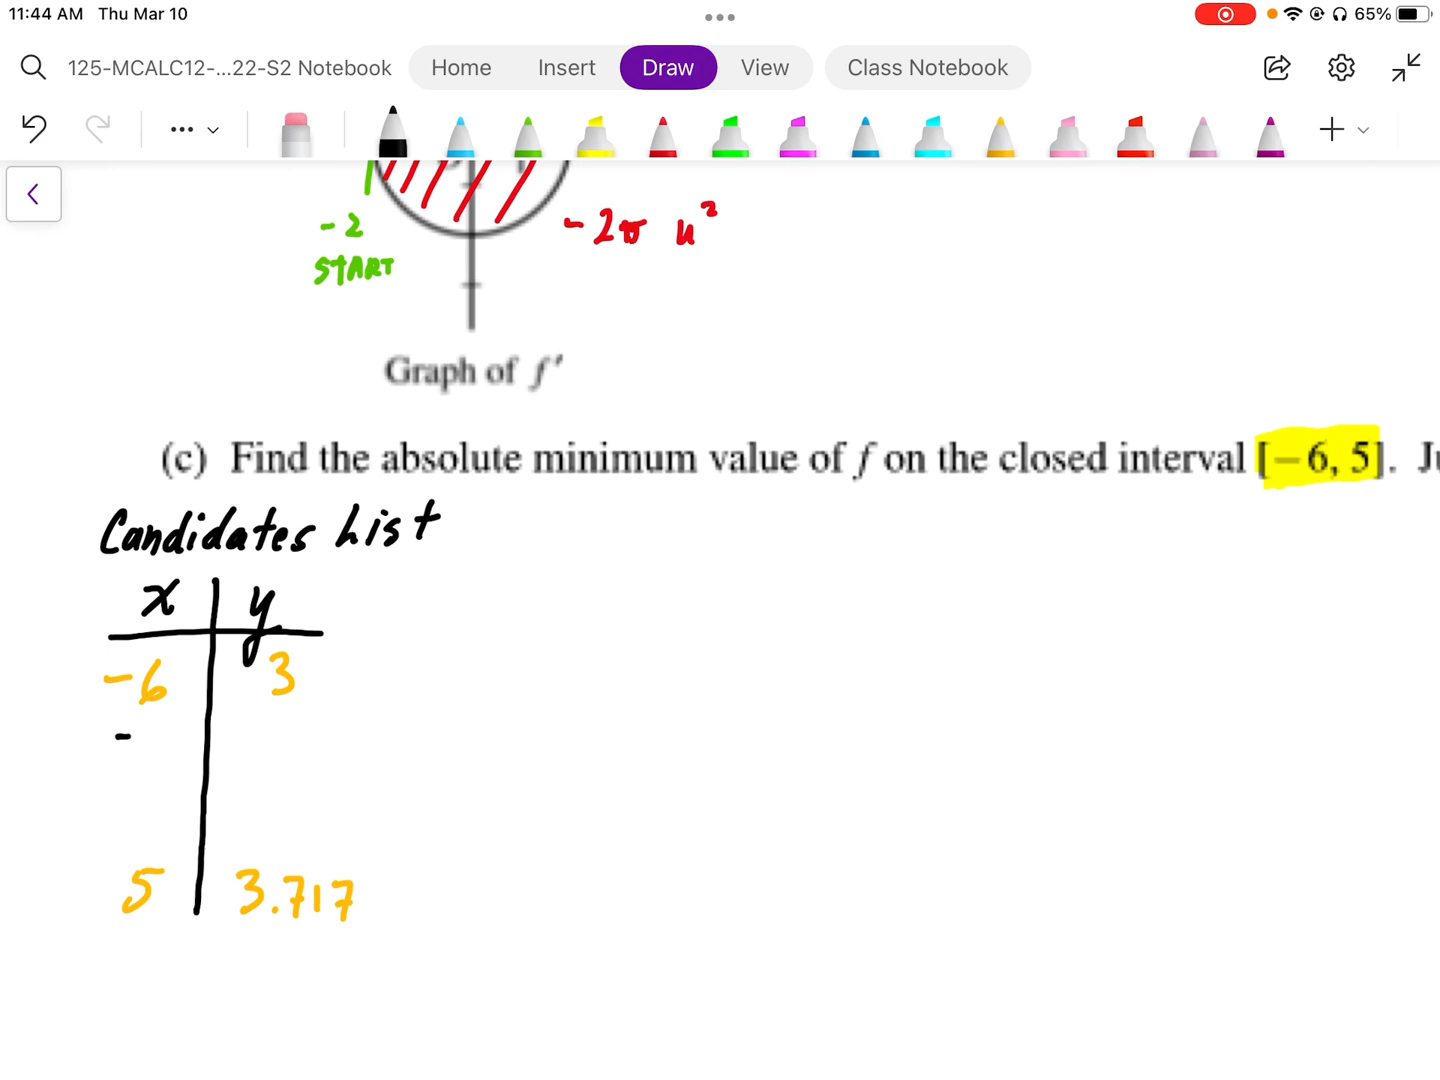 11:44 AM Thu Mar 10
65%
125-MCALC12-...22-S2 Notebook Home Insert Draw View Class Notebook
-2
START
-2π u²
Graph of f′
(c) Find the absolute minimum value of f on the closed interval [−6, 5]. Ju
Candidates List
x y
-6 3
-
5 3.717